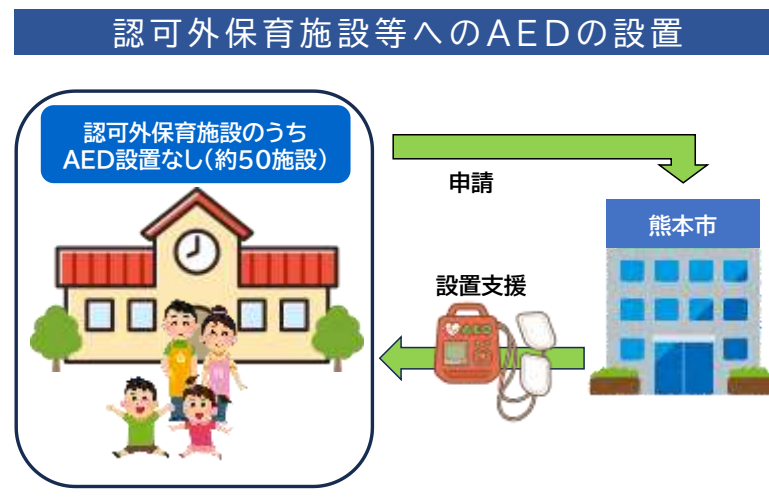 認可外保育施設等へのAEDの設置
認可外保育施設のうち
AED設置なし(約50施設)
申請
熊本市
設置支援
AED